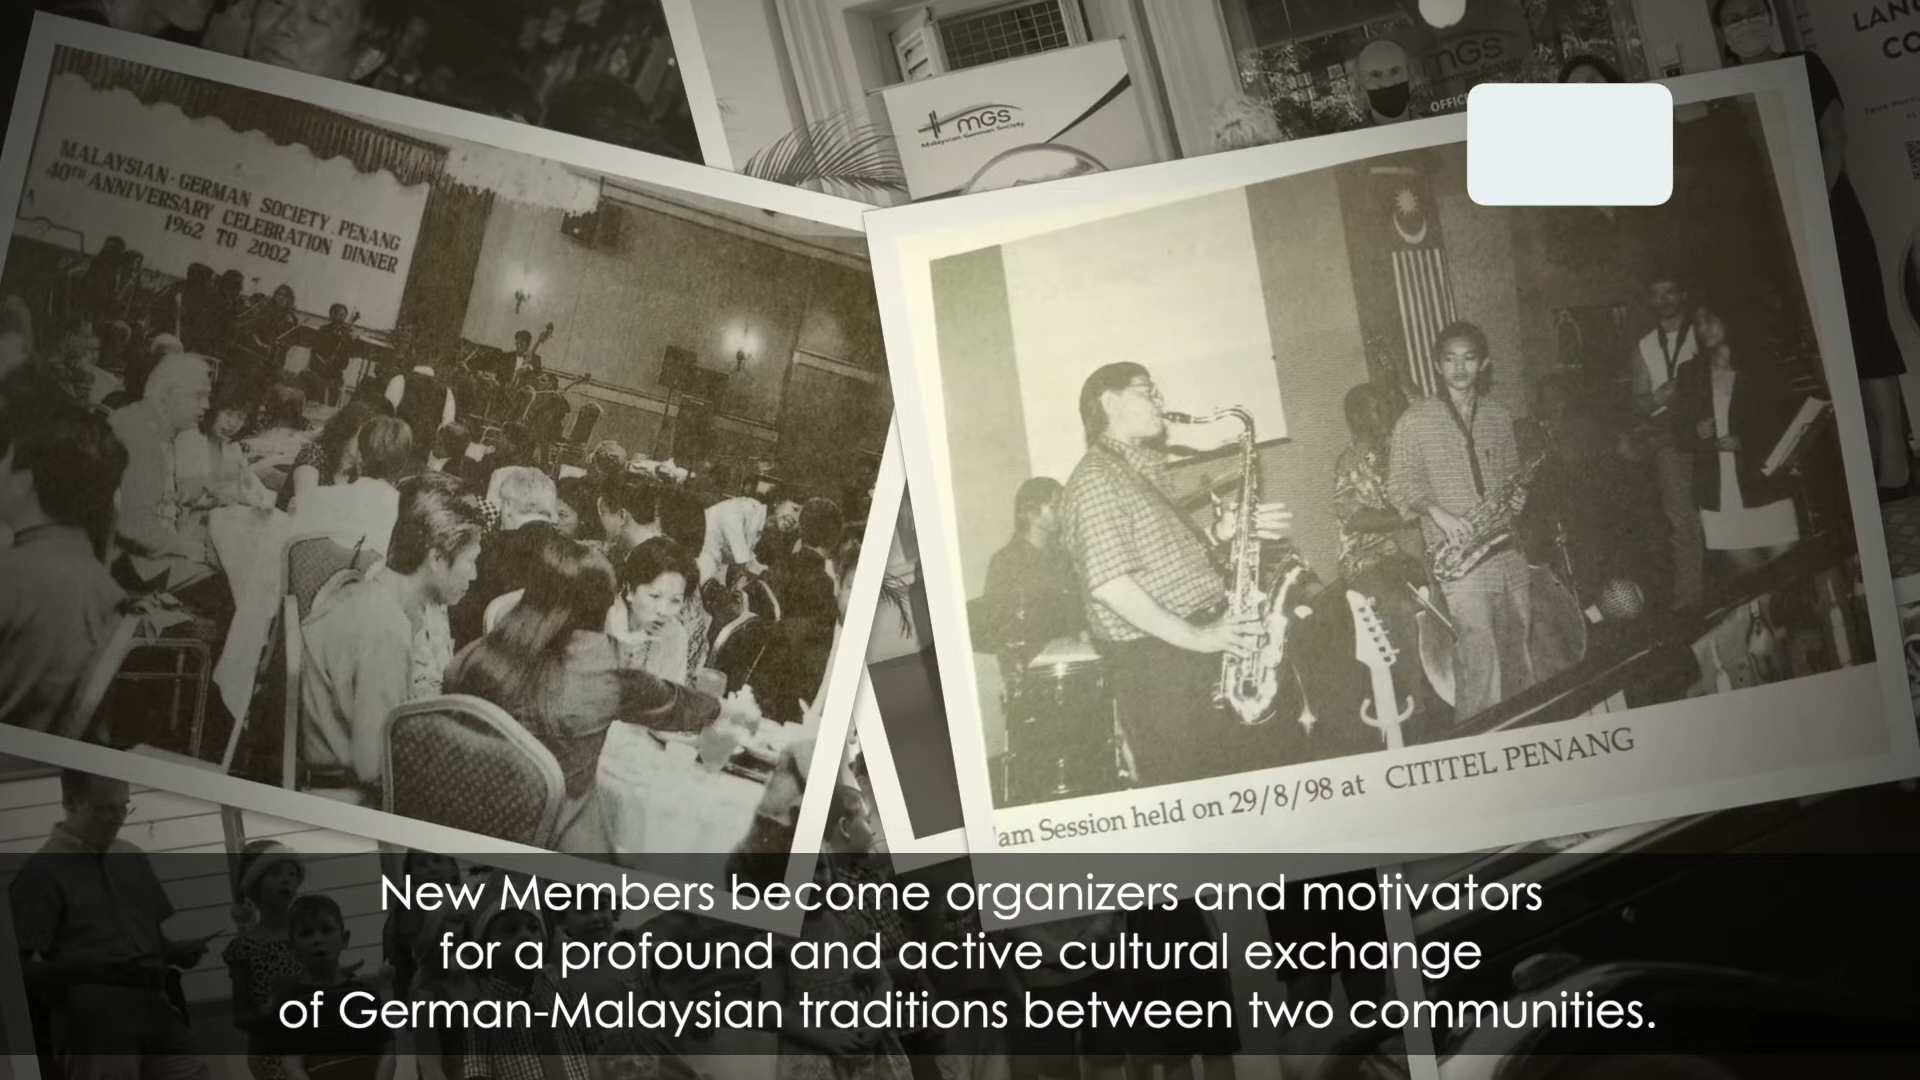 MALAYSIAN-GERMAN SOCIETY. PENANG
40TH ANNIVERSARY CELEBRATION DINNER
1962 TO 2002
mGs
Malaysian-German Society
mGs
am Session held on 29/8/98 at CITITEL PENANG
New Members become organizers and motivators
for a profound and active cultural exchange
of German-Malaysian traditions between two communities.